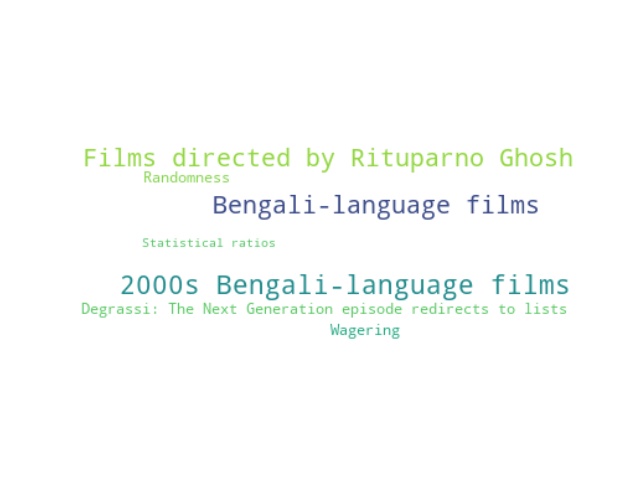 Films directed by Rituparno Ghosh
Randomness
Bengali-language films
Statistical ratios
2000s Bengali-language films
Degrassi: The Next Generation episode redirects to lists
Wagering